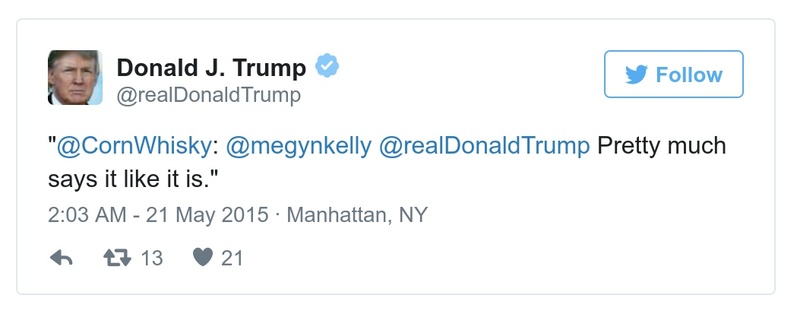 Donald J. Trump
@realDonaldTrump
Follow
"@CornWhisky: @megynkelly @realDonaldTrump Pretty much
says it like it is."
2:03 AM - 21 May 2015 · Manhattan, NY
13 21